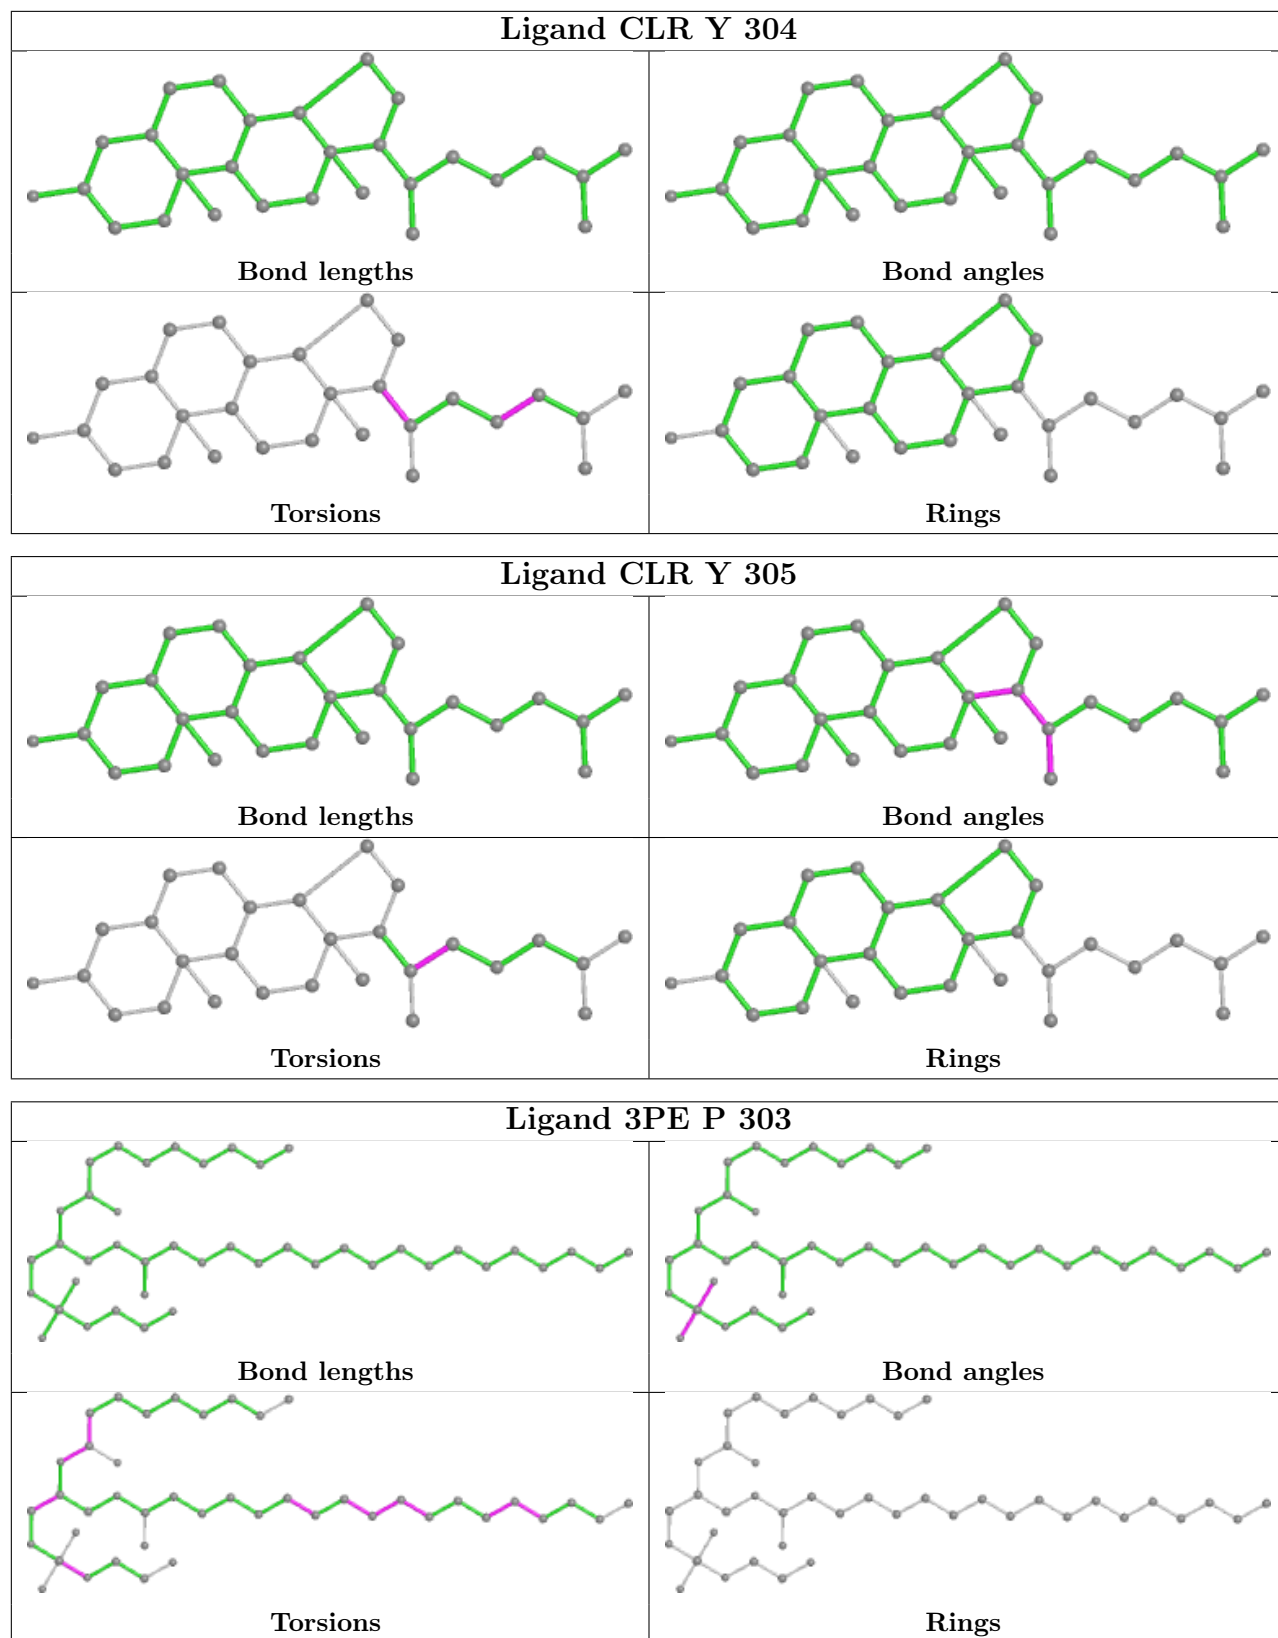 Ligand CLR Y 304
Bond lengths
Bond angles
Torsions
Rings
Ligand CLR Y 305
Bond lengths
Bond angles
Torsions
Rings
Ligand 3PE P 303
Bond lengths
Bond angles
Torsions
Rings